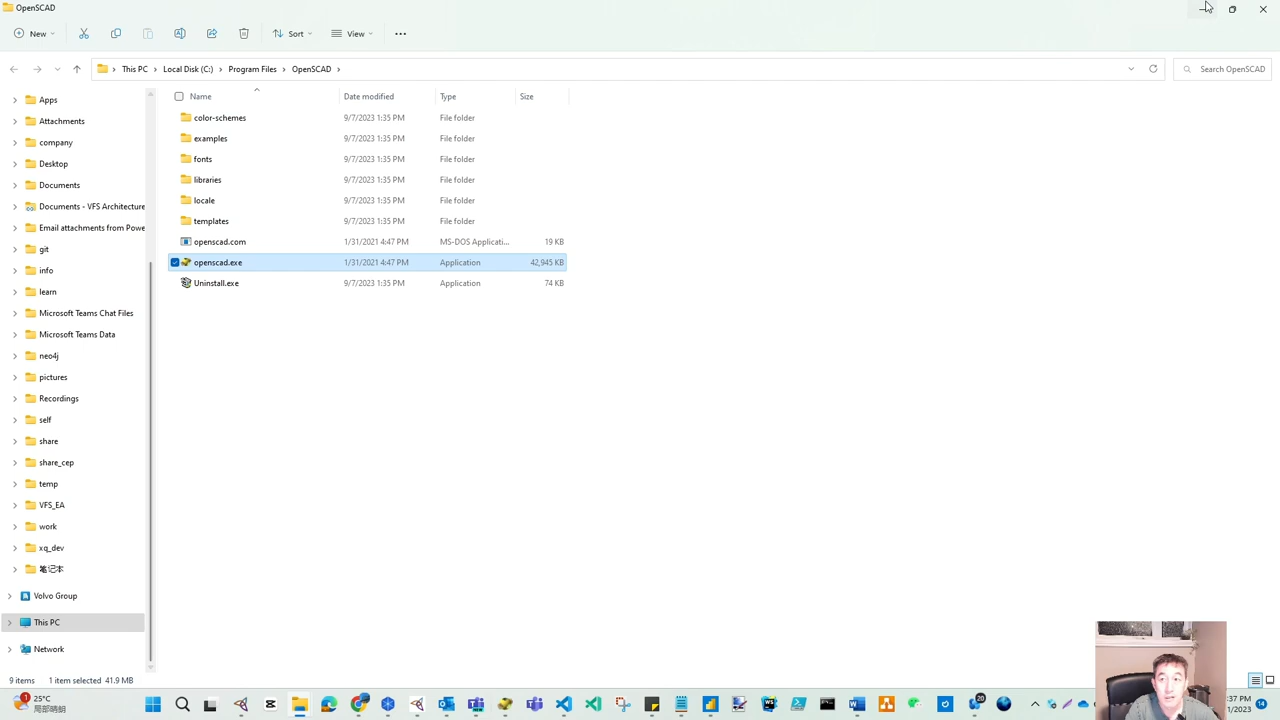 OpenSCAD
New
Sort
View
This PC
Local Disk (C:)
Program Files
OpenSCAD
Search OpenSCAD
Name
Date modified
Type
Size
color-schemes 9/7/2023 1:35 PM File folder
examples 9/7/2023 1:35 PM File folder
fonts 9/7/2023 1:35 PM File folder
libraries 9/7/2023 1:35 PM File folder
locale 9/7/2023 1:35 PM File folder
templates 9/7/2023 1:35 PM File folder
openscad.com 1/31/2021 4:47 PM MS-DOS Applicati... 19 KB
openscad.exe 1/31/2021 4:47 PM Application 42,945 KB
Uninstall.exe 9/7/2023 1:35 PM Application 74 KB
Apps
Attachments
company
Desktop
Documents
Documents - VFS Architecture
Email attachments from Powe
git
info
learn
Microsoft Teams Chat Files
Microsoft Teams Data
neo4j
pictures
Recordings
self
share
share_cep
temp
VFS_EA
work
xq_dev
笔记本
Volvo Group
This PC
Network
9 items
1 item selected 41.9 MB
1
25°C
局部晴朗
20
:37 PM
1/2023
14